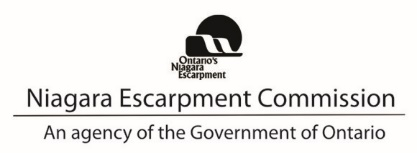 Ontario's
Niagara
Escarpment
Niagara Escarpment Commission
An agency of the Government of Ontario